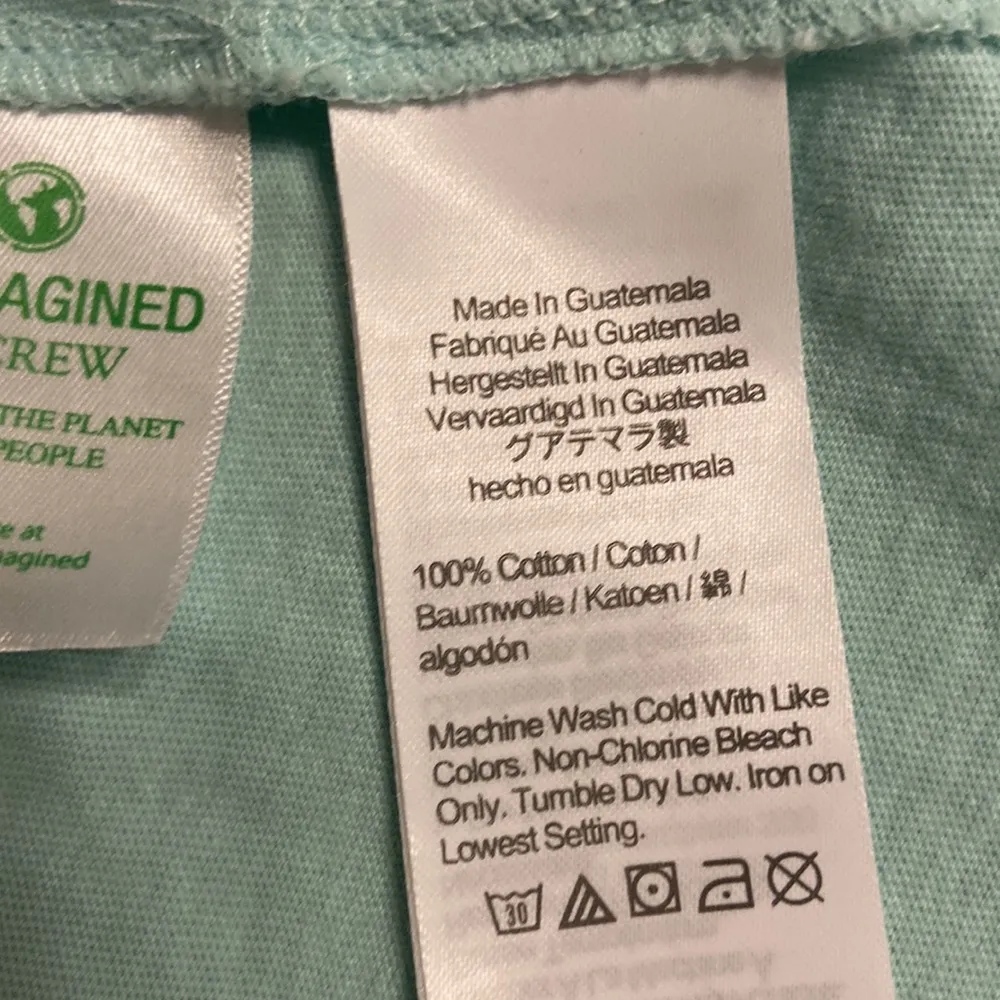 AGINED
CREW
THE PLANET
PEOPLE
e at
agined
Made In Guatemala
Fabriqué Au Guatemala
Hergestellt In Guatemala
Vervaardigd In Guatemala
グアテマラ製
hecho en guatemala
100% Cotton / Coton /
Baumwolle / Katoen / 綿 /
algodón
Machine Wash Cold With Like
Colors. Non-Chlorine Bleach
Only. Tumble Dry Low. Iron on
Lowest Setting.
30